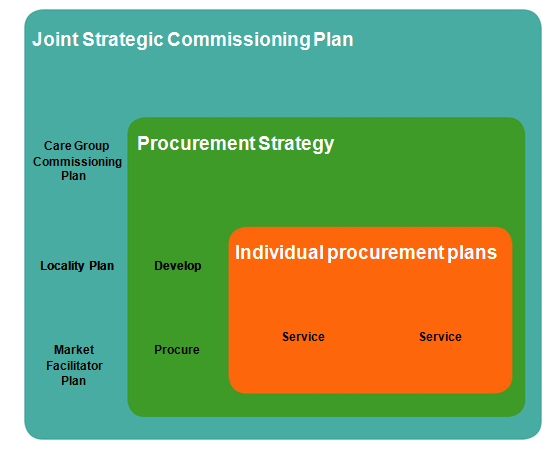 Joint Strategic Commissioning Plan
Care Group
Commissioning
Plan
Procurement Strategy
Locality Plan
Develop
Individual procurement plans
Market
Facilitator
Plan
Procure
Service
Service